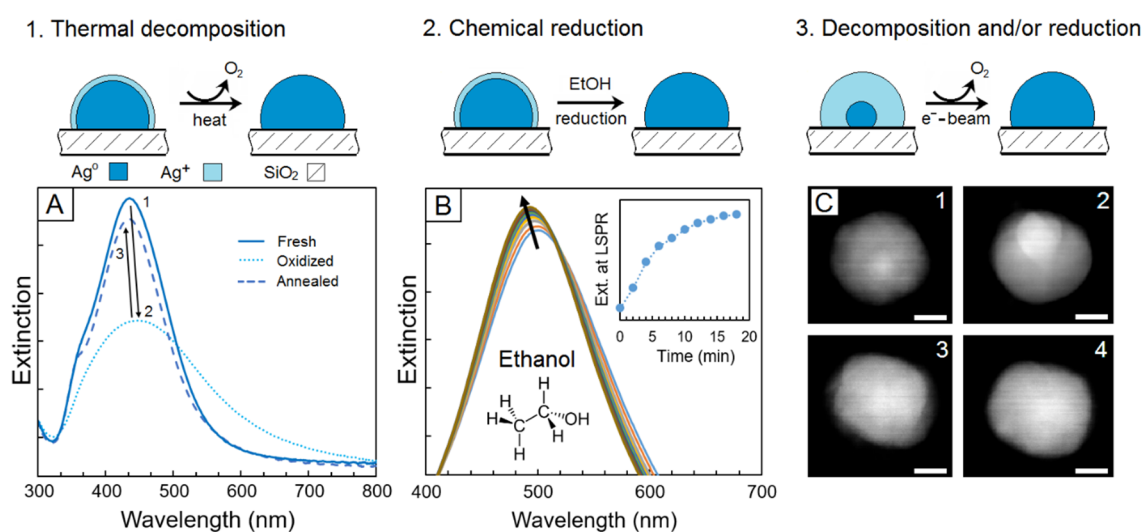 1. Thermal decomposition
2. Chemical reduction
3. Decomposition and/or reduction
O2
heat
EtOH
reduction
O2
e⁻-beam
Ag⁰
Ag⁺
SiO2
A
1
2
3
Fresh
Oxidized
Annealed
Extinction
300 400 500 600 700 800
Wavelength (nm)
B
Extinction
Ext. at LSPR
0 5 10 15 20
Time (min)
Ethanol
H
H
H
C
C
OH
H
H
400 500 600 700
Wavelength (nm)
C
1
2
3
4